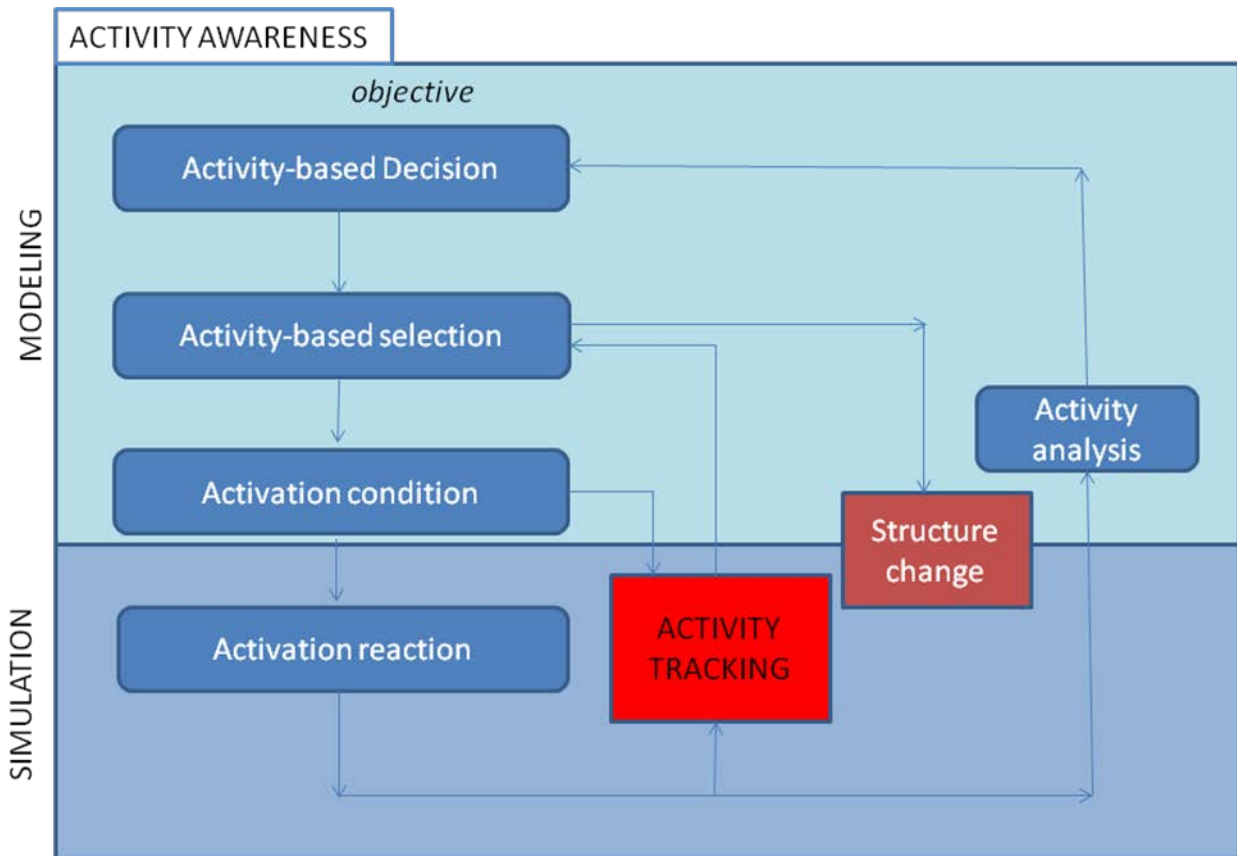 ACTIVITY AWARENESS
objective
Activity-based Decision
MODELING
Activity-based selection
Activity
analysis
Activation condition
Structure
change
SIMULATION
Activation reaction
ACTIVITY
TRACKING